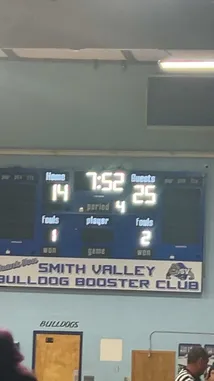 Home 7:52 Guests
14 25
period 4
fouls player fouls
1 2
won game won
SMITH VALLEY
BULLDOG BOOSTER CLUB
BULLDOGS